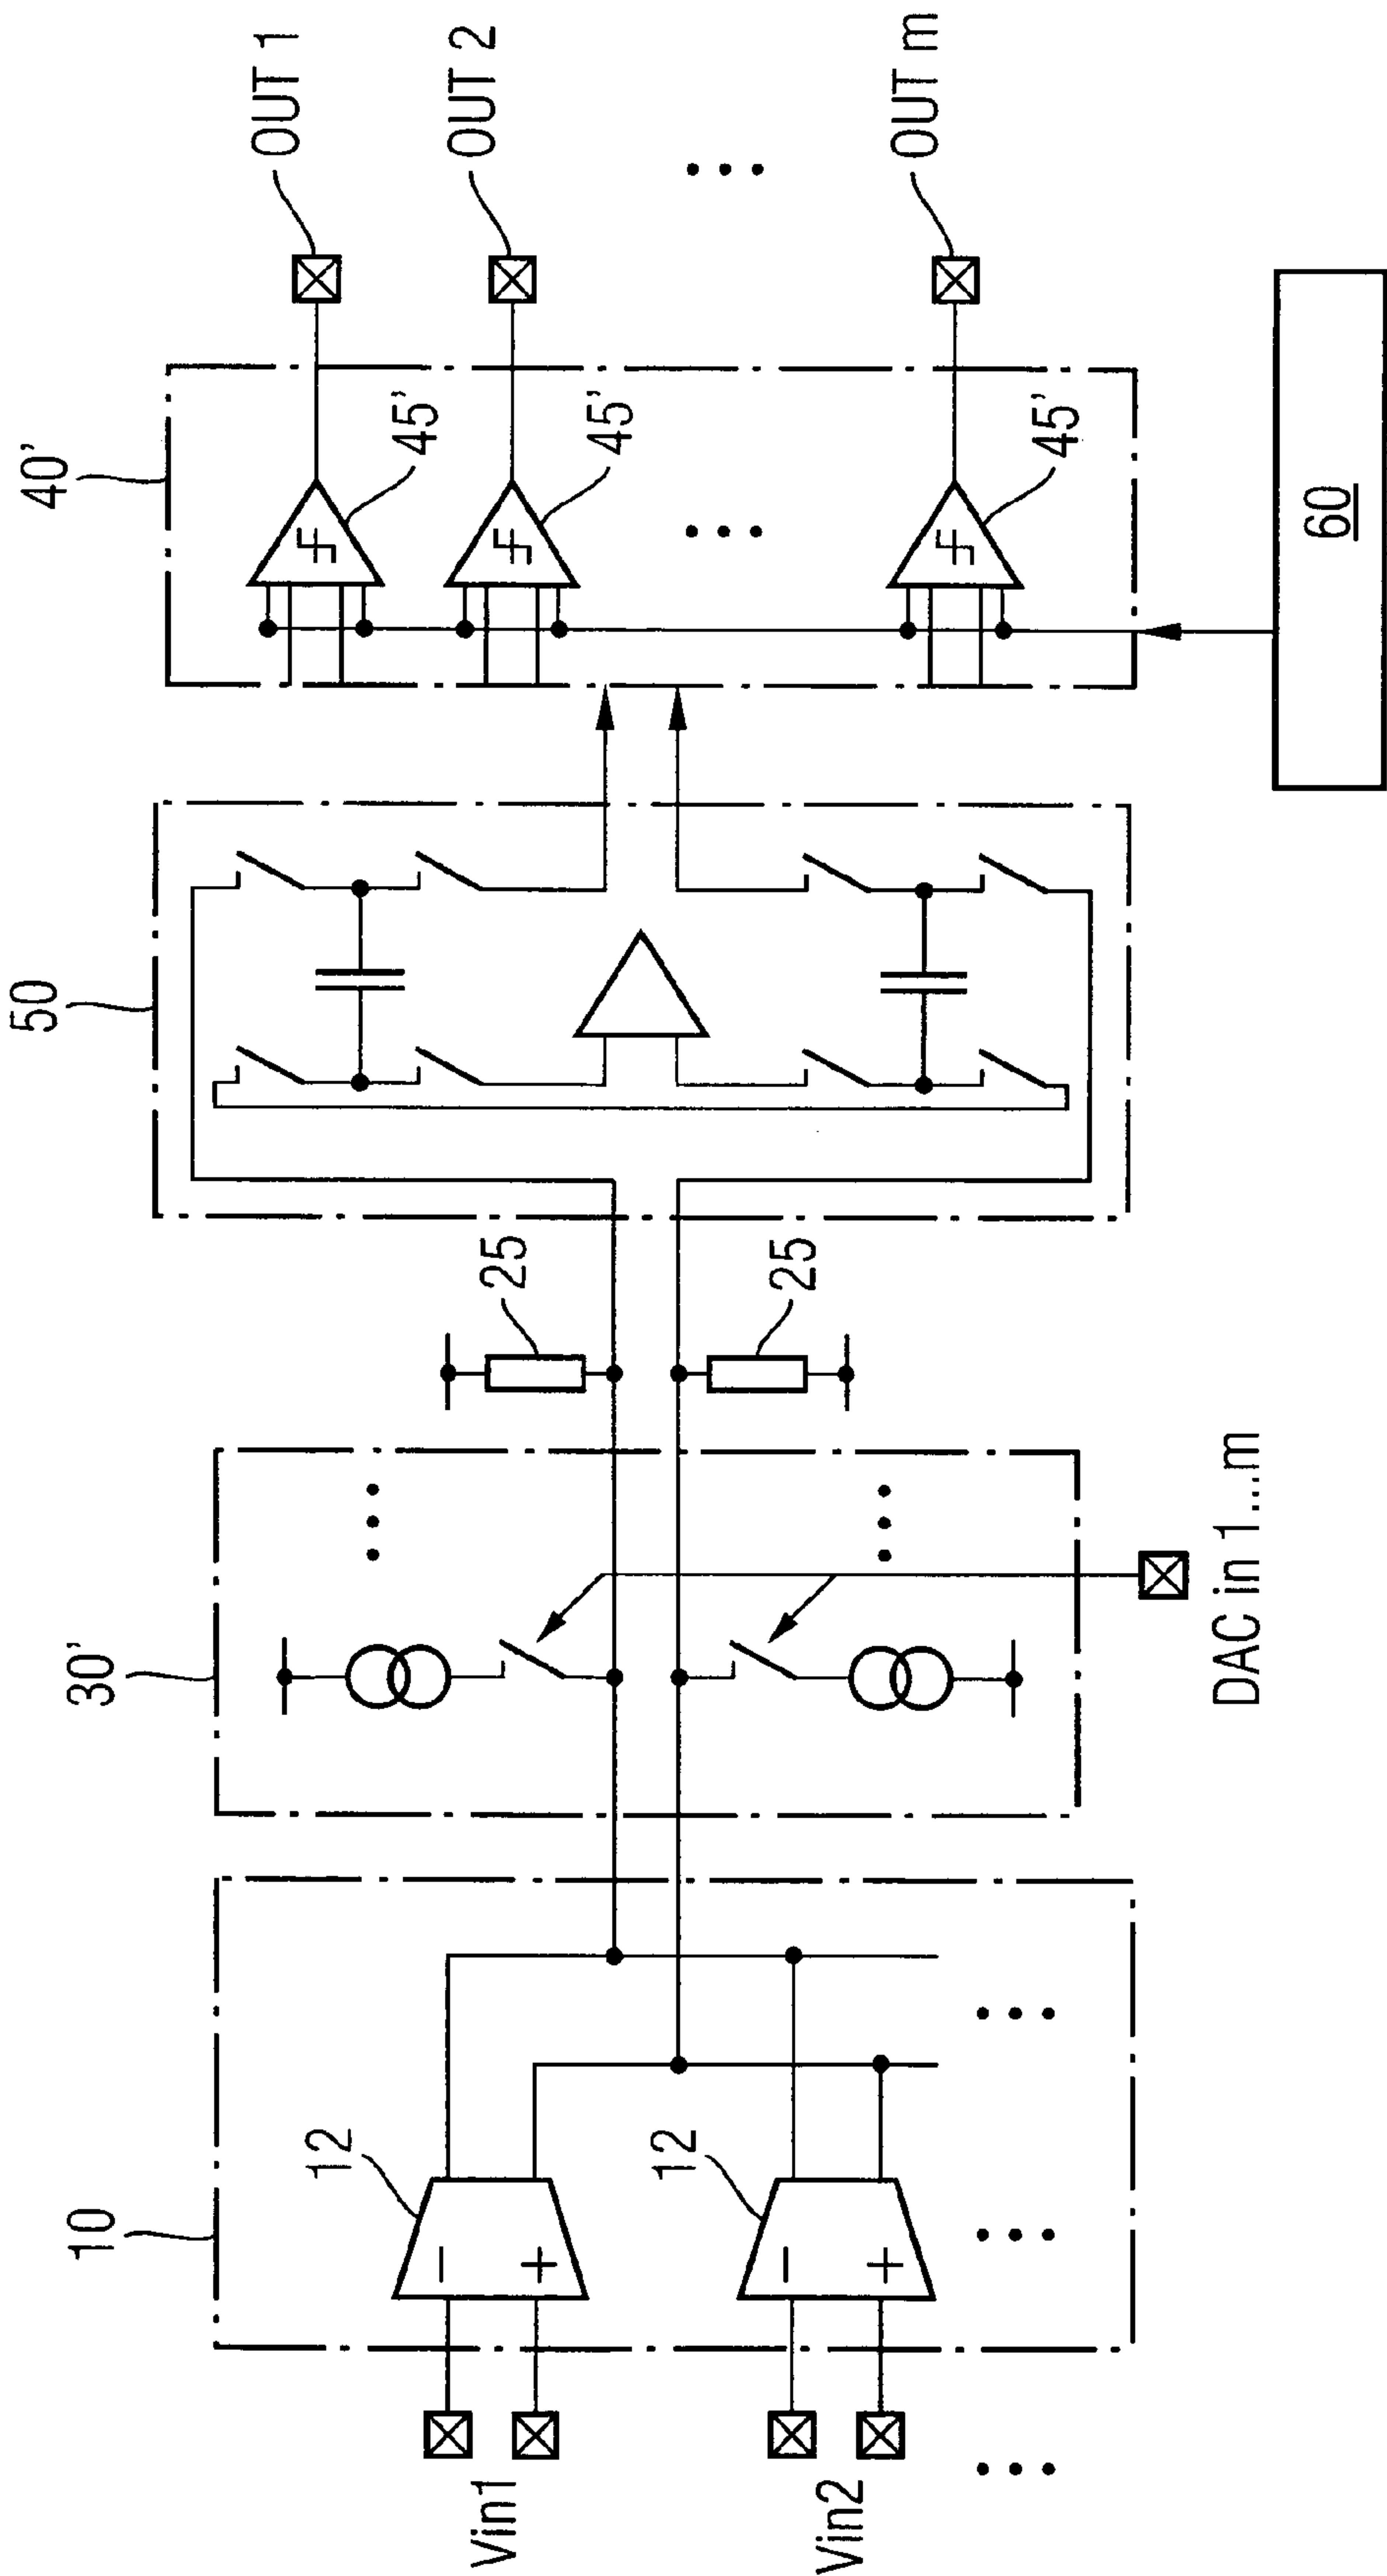 10
30'
50
40'
12
12
25
25
45'
45'
45'
Vin1
Vin2
DAC in 1...m
OUT 1
OUT 2
OUT m
60
− +
− +